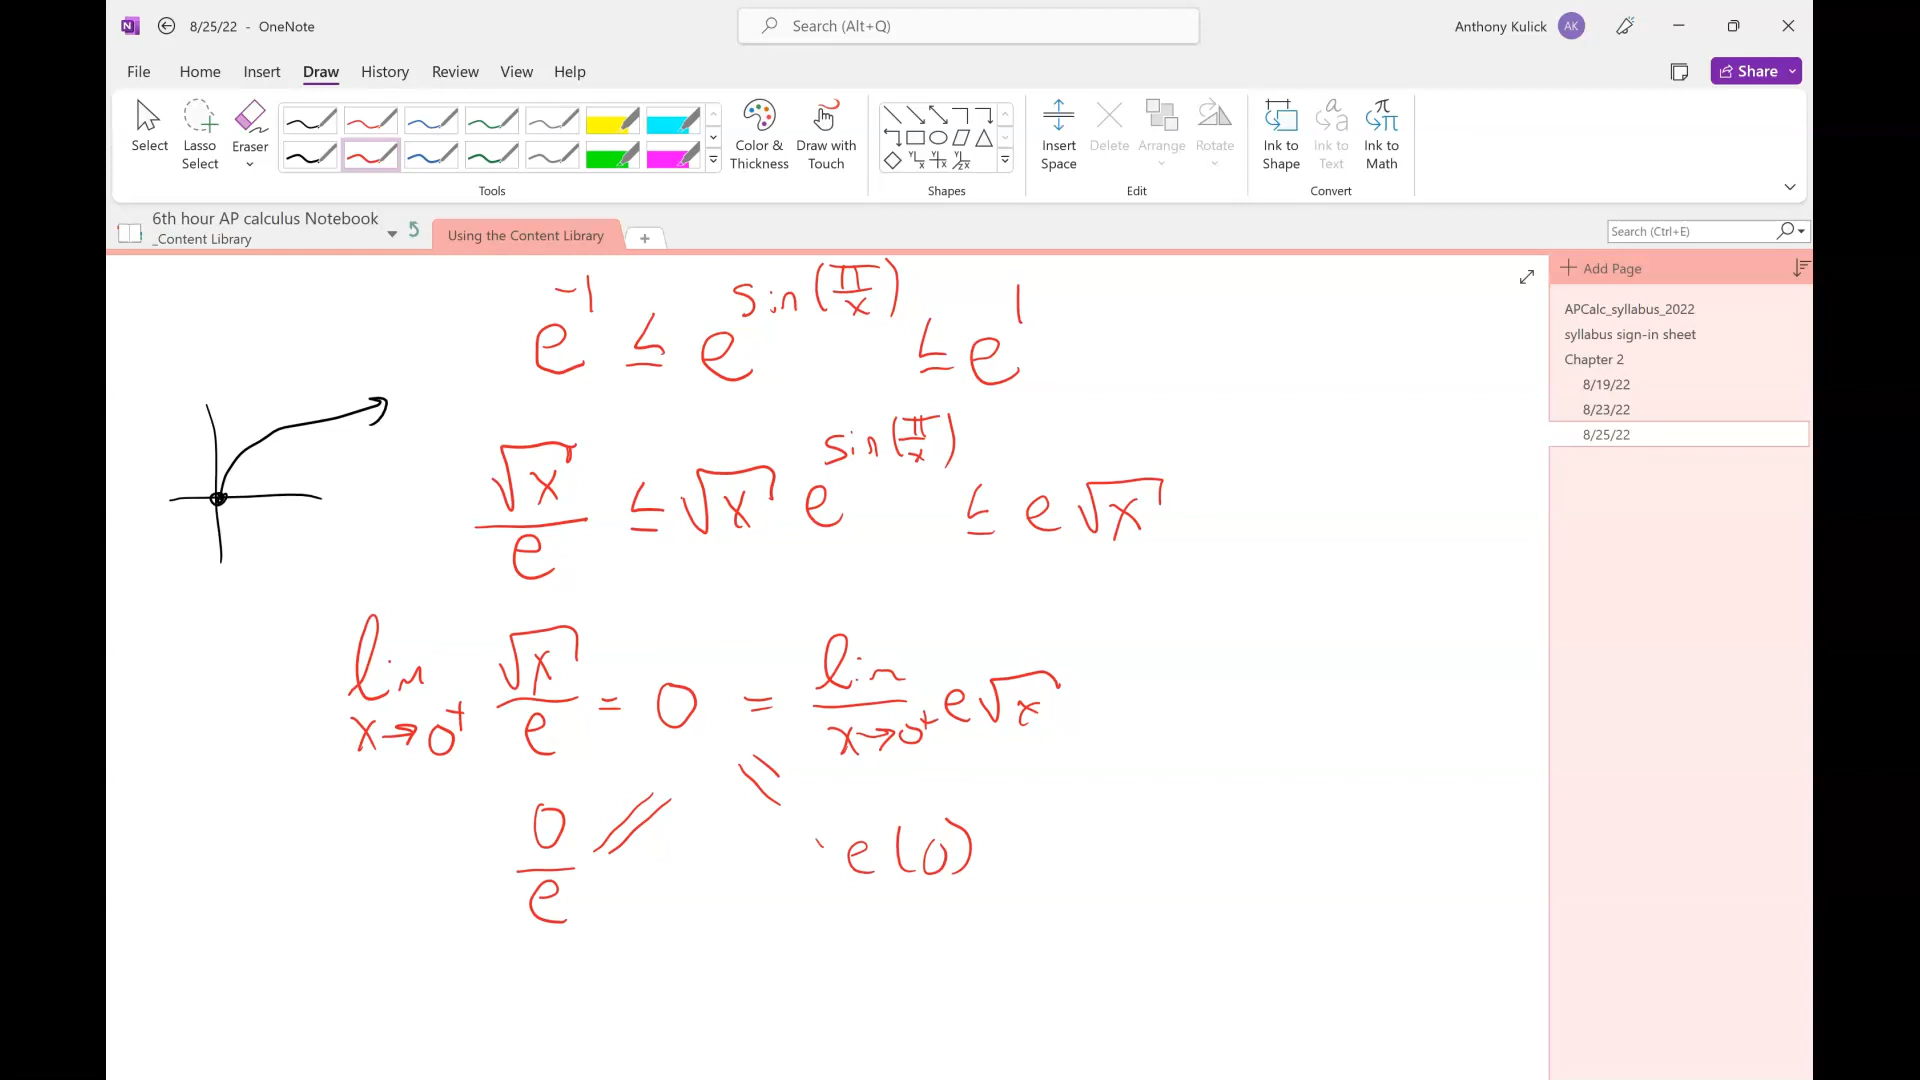 8/25/22 - OneNote
Search (Alt+Q)
Anthony Kulick AK
File Home Insert Draw History Review View Help
Share
Select
Lasso Select
Eraser
Color & Thickness
Draw with Touch
Insert Space
Delete
Arrange
Rotate
Ink to Shape
Ink to Text
Ink to Math
Tools Shapes Edit Convert
6th hour AP calculus Notebook
_Content Library
Using the Content Library
Search (Ctrl+E)
Add Page
APCalc_syllabus_2022
syllabus sign-in sheet
Chapter 2
8/19/22
8/23/22
8/25/22
e^-1 ≤ e^sin(π/x) ≤ e^1
√x/e ≤ √x e^sin(π/x) ≤ e√x
lim x→0⁺ √x/e = 0 = lim x→0⁺ e√x
0/e e(0)